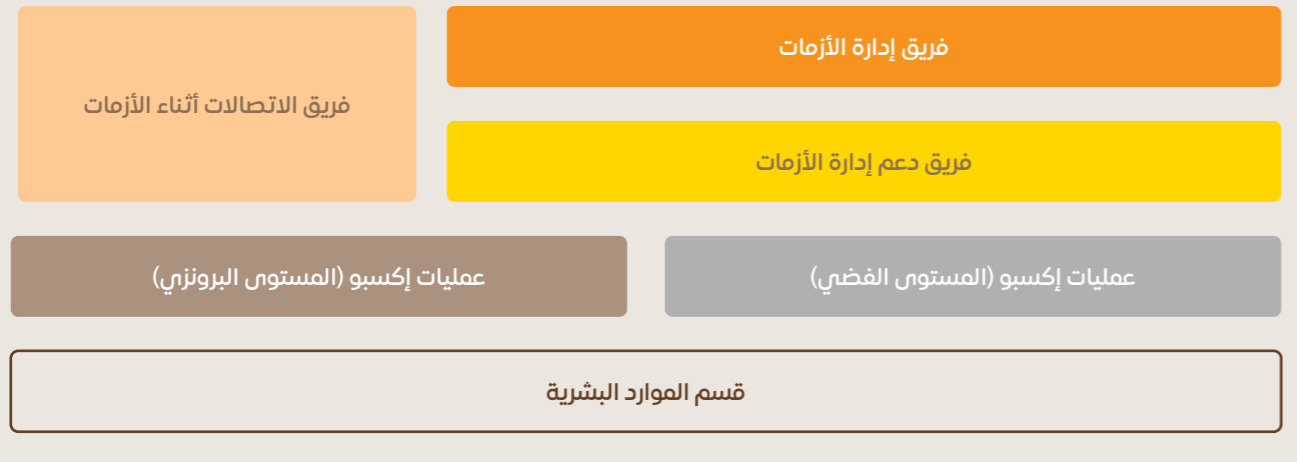 فريق إدارة الأزمات
فريق الاتصالات أثناء الأزمات
فريق دعم إدارة الأزمات
عمليات إكسبو (المستوى الفضي)
عمليات إكسبو (المستوى البرونزي)
قسم الموارد البشرية